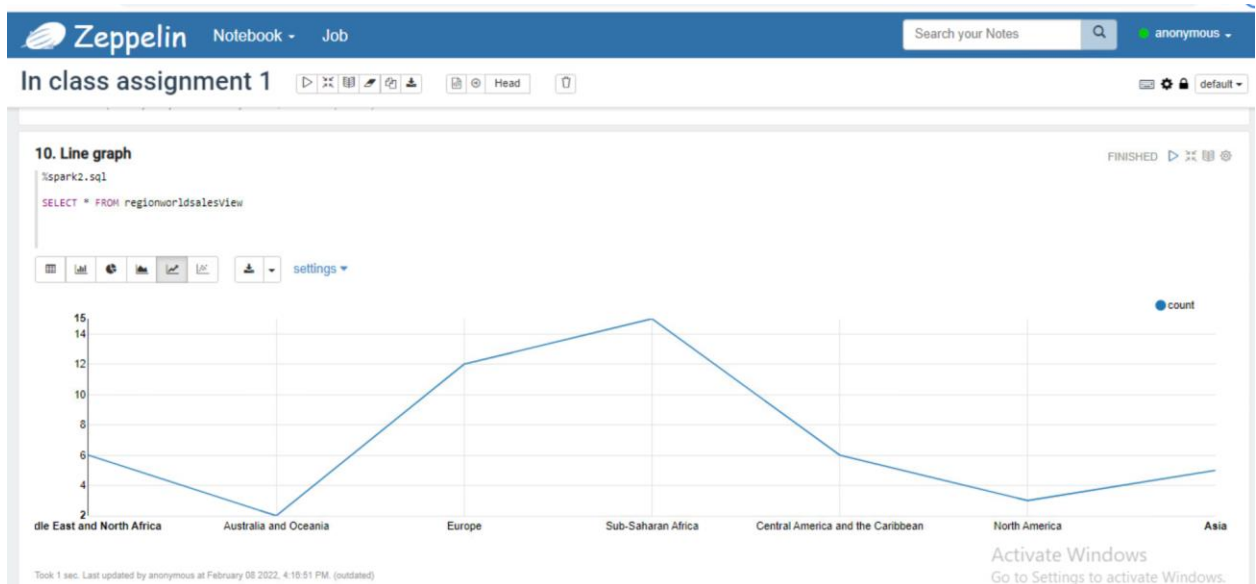 Zeppelin Notebook Job Search your Notes anonymous
In class assignment 1 Head default
10. Line graph
FINISHED
%spark2.sql
SELECT * FROM regionworldsalesView
settings
count
15
14
12
10
8
6
4
2
dle East and North Africa Australia and Oceania Europe Sub-Saharan Africa Central America and the Caribbean North America Asia
Activate Windows
Took 1 sec. Last updated by anonymous at February 08 2022, 4:16:51 PM. (outdated)
Go to Settings to activate Windows.